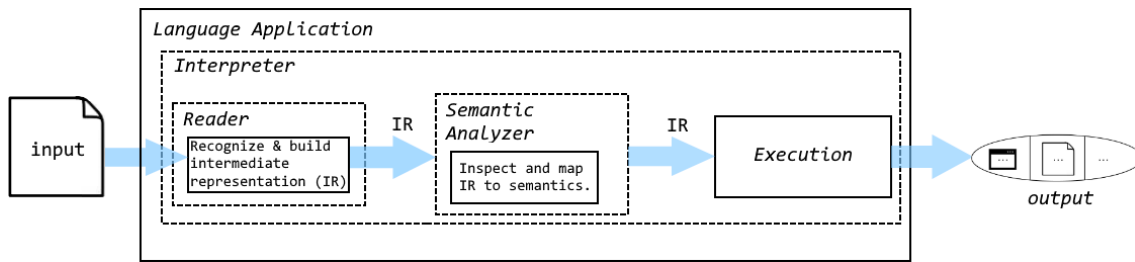 Language Application
Interpreter
input
Reader
Recognize & build
intermediate
representation (IR)
IR
Semantic
Analyzer
Inspect and map
IR to semantics.
IR
Execution
...
...
...
output